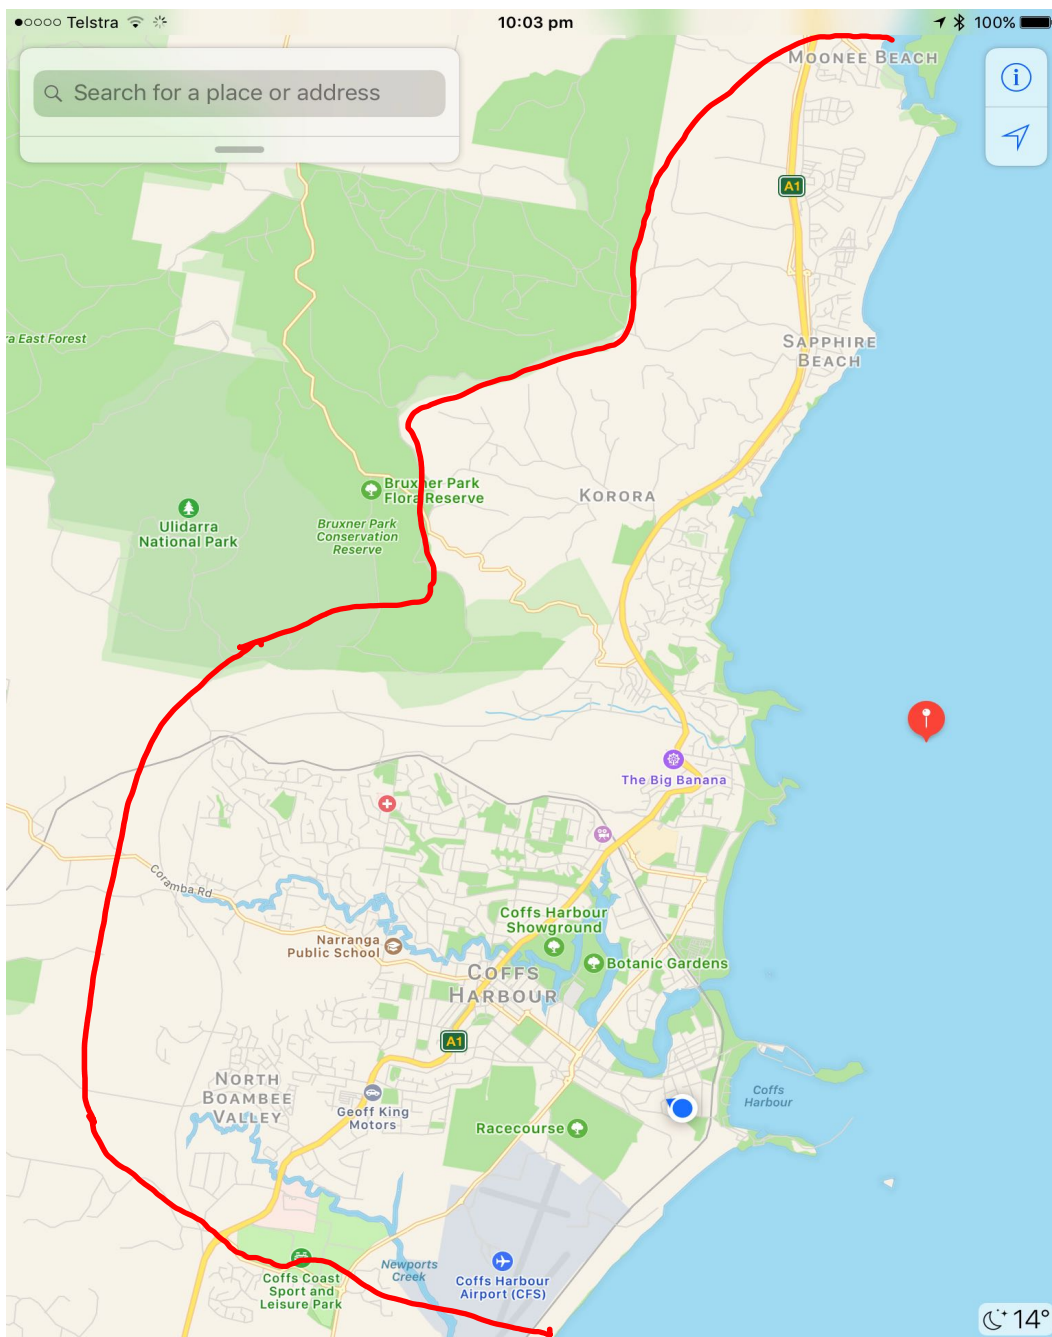 Telstra
10:03 pm
100%
Search for a place or address
MOONEE BEACH
A1
ra East Forest
SAPPHIRE
BEACH
Bruxner Park
Flora Reserve
KORORA
Ulidarra
National Park
Bruxner Park
Conservation
Reserve
The Big Banana
Coramba Rd
Coffs Harbour
Showground
Narranga
Public School
Botanic Gardens
COFFS
HARBOUR
A1
NORTH
BOAMBEE
VALLEY
Geoff King
Motors
Coffs
Harbour
Racecourse
Newports
Creek
Coffs Coast
Sport and
Leisure Park
Coffs Harbour
Airport (CFS)
14°